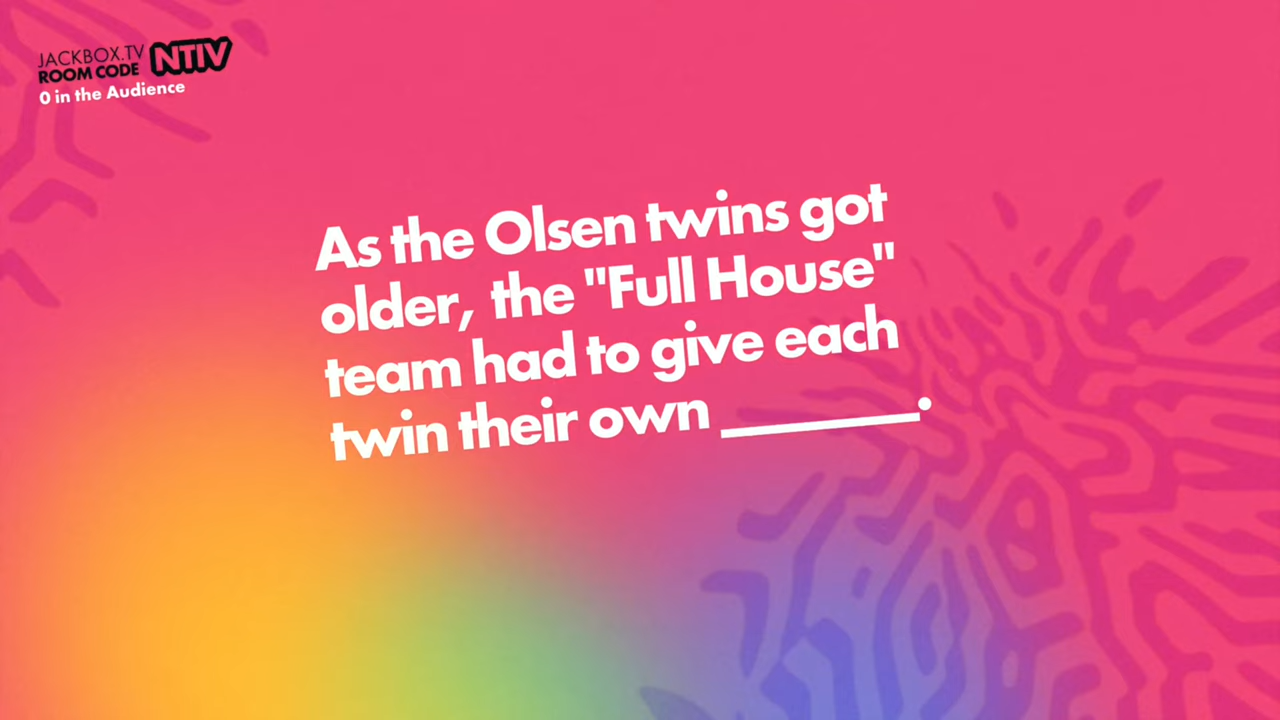 JACKBOX.TV
ROOM CODE NTIV
0 in the Audience
As the Olsen twins got
older, the "Full House"
team had to give each
twin their own ________.